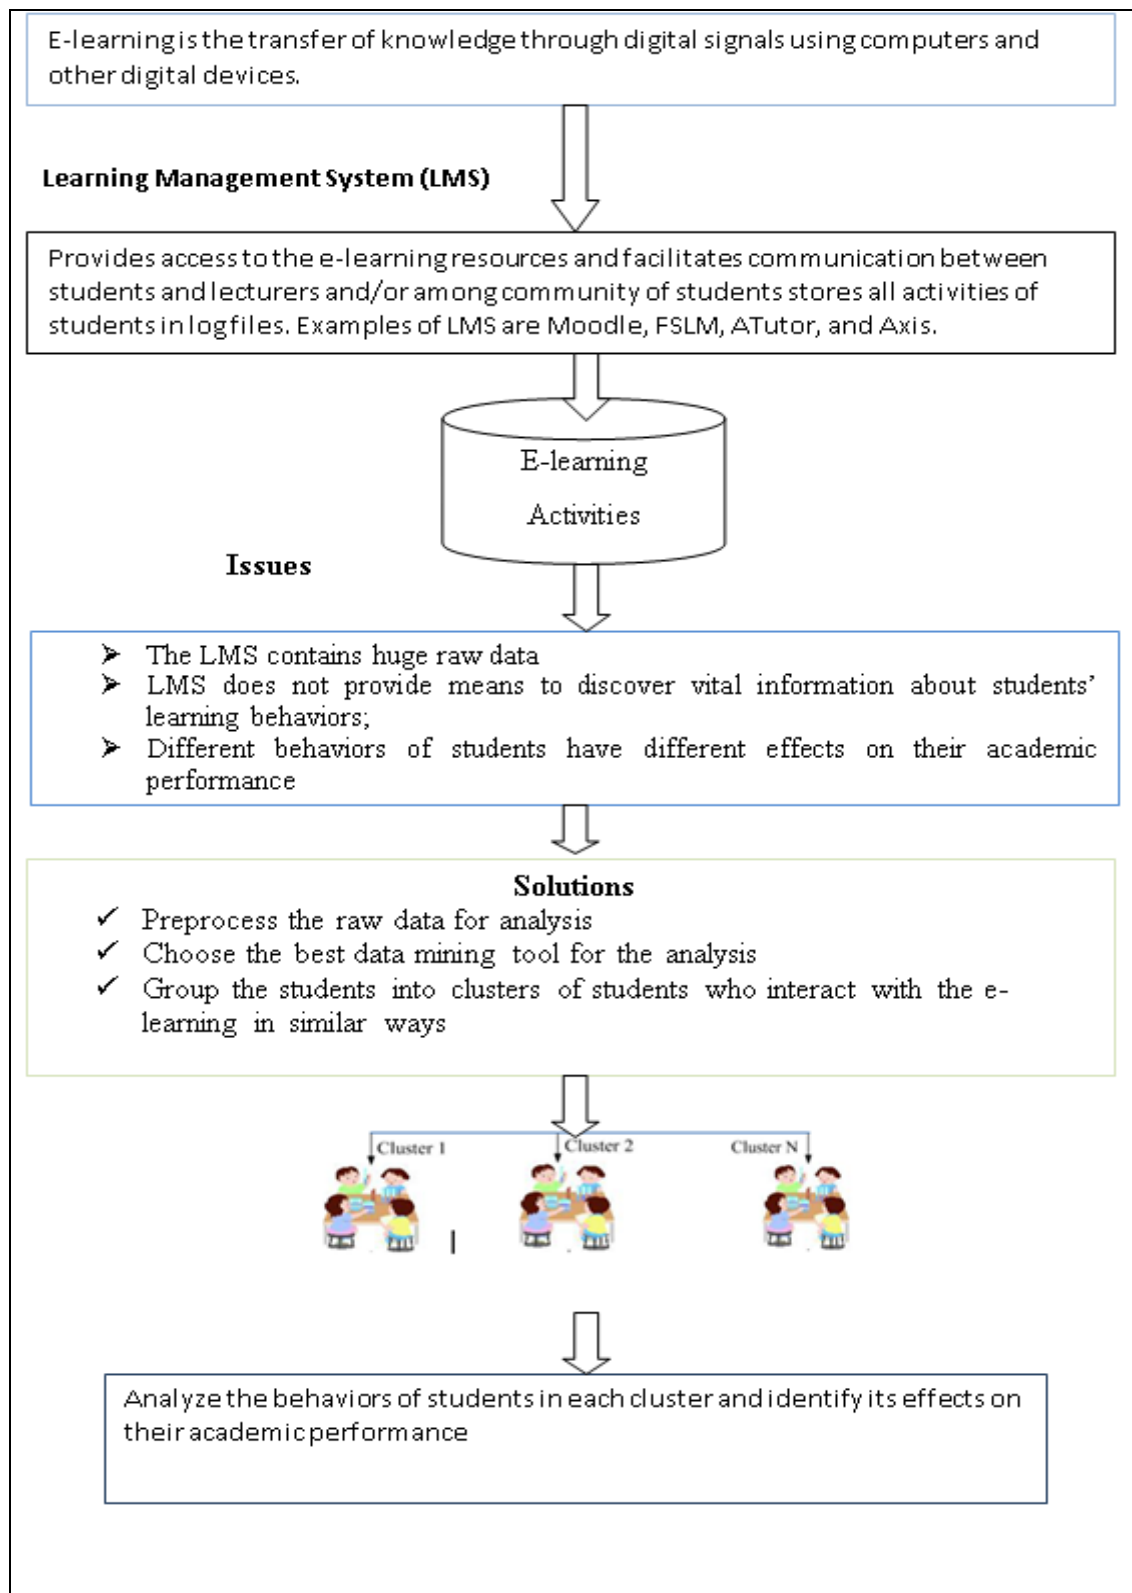 E-learning is the transfer of knowledge through digital signals using computers and
other digital devices.
Learning Management System (LMS)
Provides access to the e-learning resources and facilitates communication between
students and lecturers and/or among community of students stores all activities of
students in logfiles. Examples of LMS are Moodle, FSLM, ATutor, and Axis.
E-learning
Activities
Issues
➤ The LMS contains huge raw data
➤ LMS does not provide means to discover vital information about students’
learning behaviors;
➤ Different behaviors of students have different effects on their academic
performance
Solutions
✓ Preprocess the raw data for analysis
✓ Choose the best data mining tool for the analysis
✓ Group the students into clusters of students who interact with the e-
learning in similar ways
Cluster 1
Cluster 2
Cluster N
Analyze the behaviors of students in each cluster and identify its effects on
their academic performance